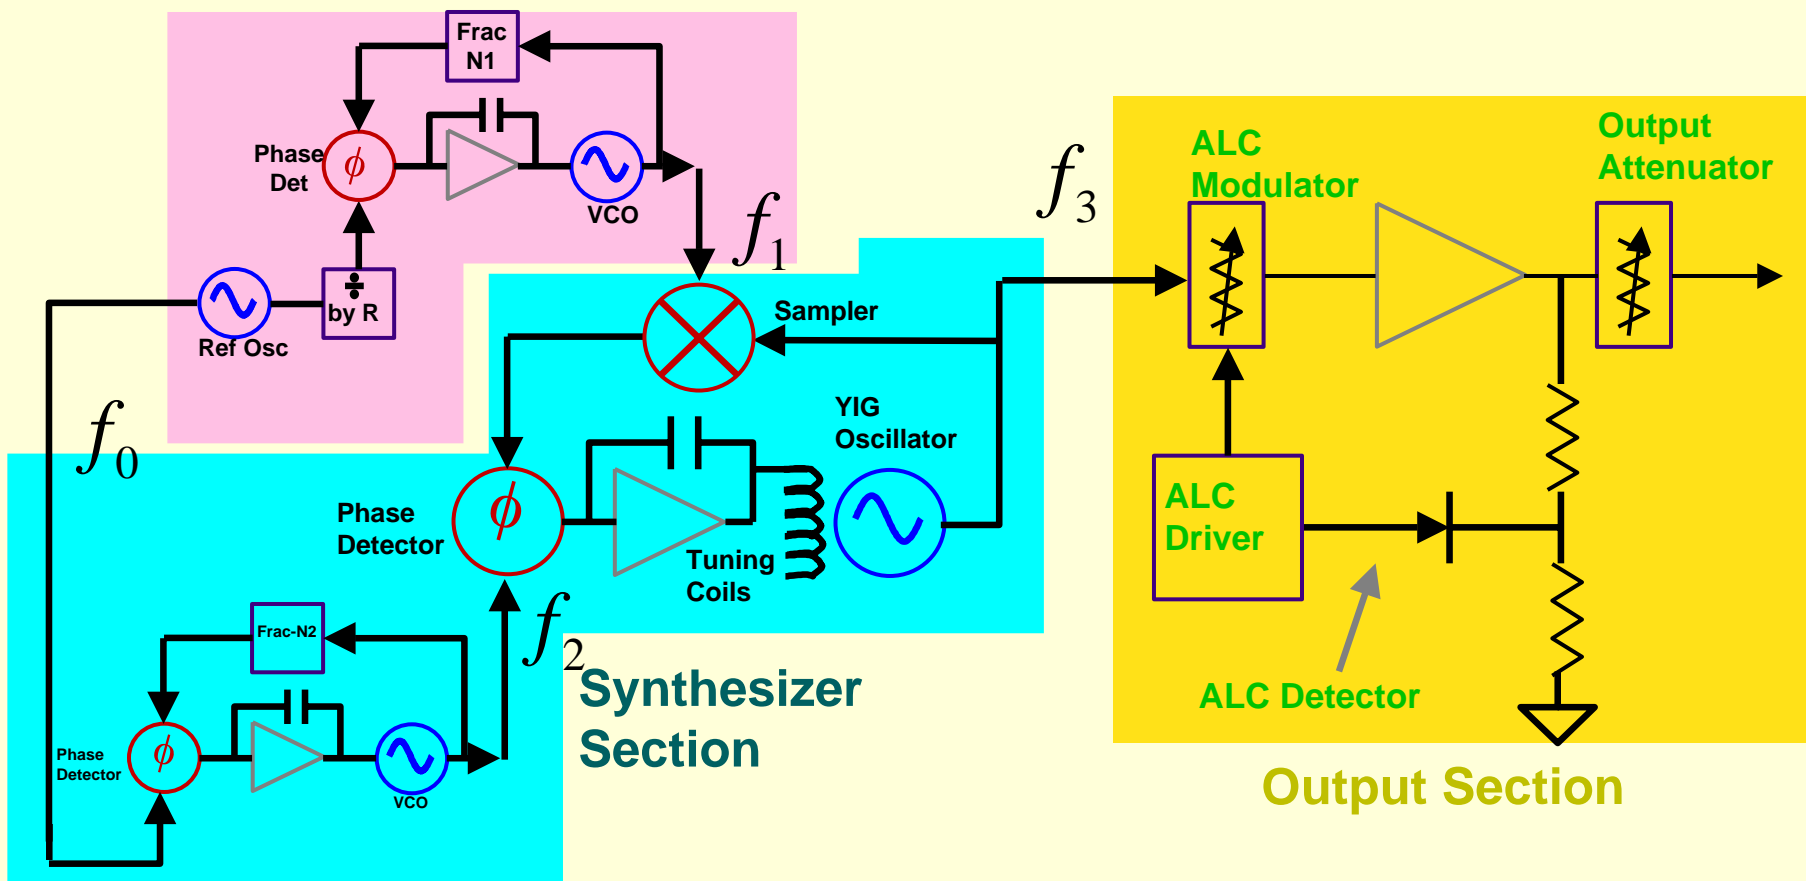 Frac
N1
Phase
Det
ϕ
VCO
÷
by R
Ref Osc
f1
f0
Sampler
YIG
Oscillator
Phase
Detector
ϕ
Tuning
Coils
f2
Frac-N2
Phase
Detector
ϕ
VCO
Synthesizer
Section
f3
ALC
Modulator
Output
Attenuator
ALC
Driver
ALC Detector
Output Section